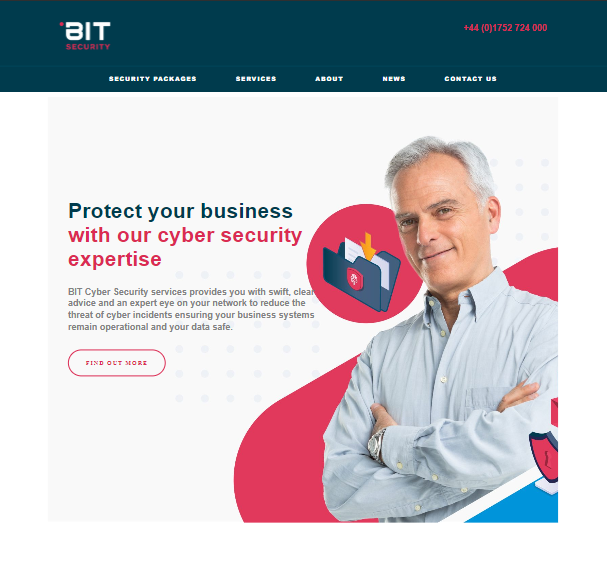 BIT
SECURITY
+44 (0)1752 724 000
SECURITY PACKAGES SERVICES ABOUT NEWS CONTACT US
Protect your business
with our cyber security
expertise
BIT Cyber Security services provides you with swift, clear
advice and an expert eye on your network to reduce the
threat of cyber incidents ensuring your business systems
remain operational and your data safe.
FIND OUT MORE